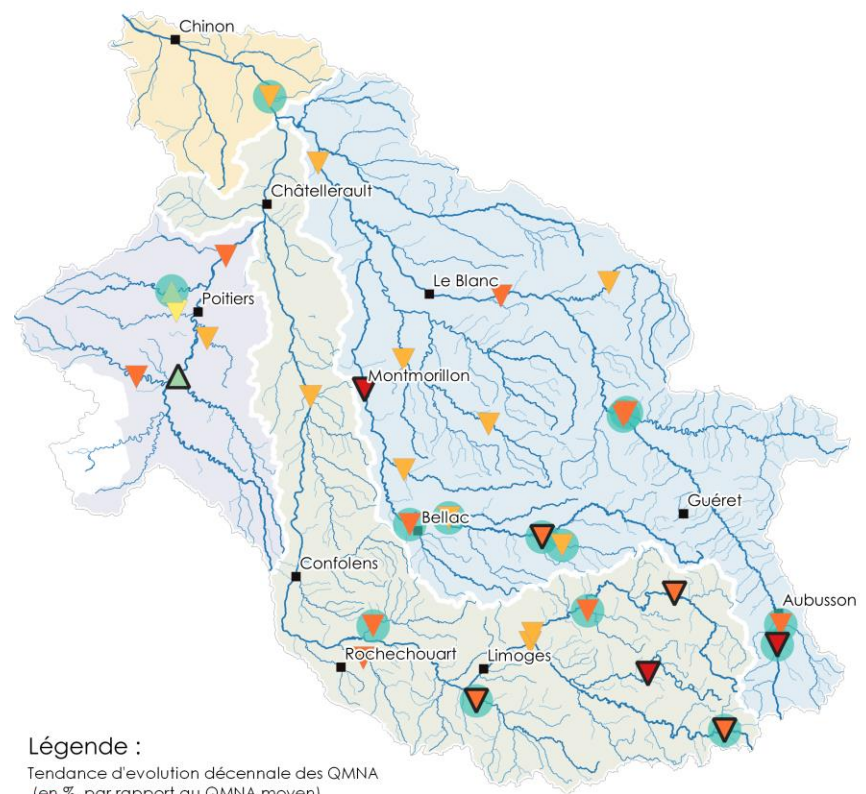 Chinon
Châtellerault
Le Blanc
Poitiers
Montmorillon
Guéret
Bellac
Confolens
Aubusson
Rochechouart
Limoges
Légende :
Tendance d'evolution décennale des QMNA
(en % par rapport au QMNA moyen)